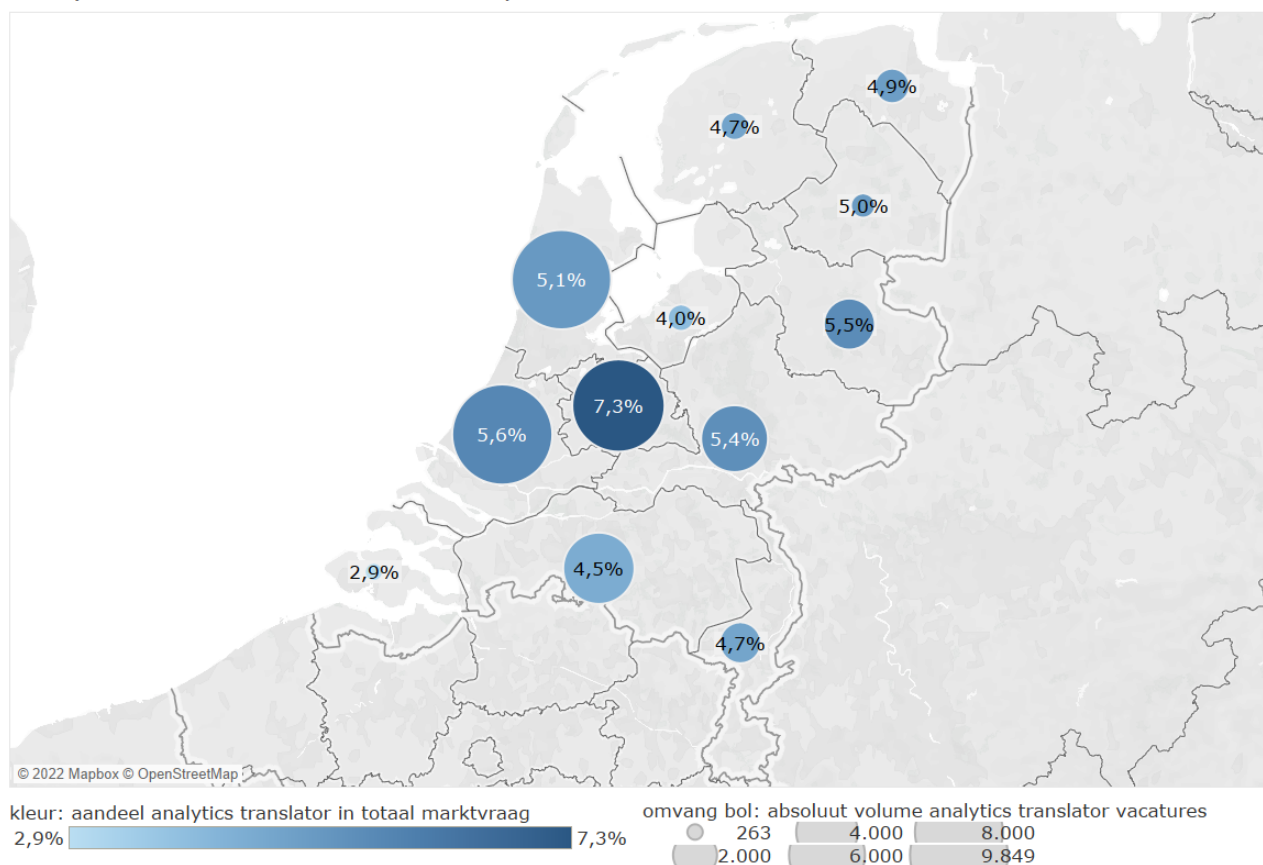 4,9%
4,7%
5,0%
5,1%
4,0%
5,5%
7,3%
5,6%
5,4%
2,9%
4,5%
4,7%
© 2022 Mapbox © OpenStreetMap
kleur: aandeel analytics translator in totaal marktvraag
2,9% 7,3%
omvang bol: absoluut volume analytics translator vacatures
263 4.000 8.000
2.000 6.000 9.849